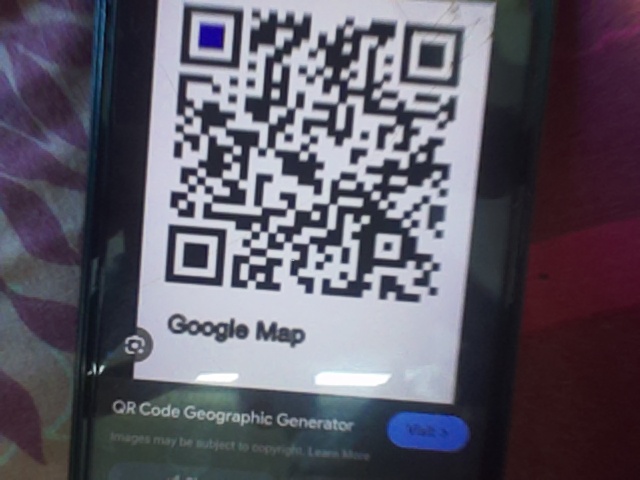 Google Map
QR Code Geographic Generator
Images may be subject to copyright. Learn More
Visit >